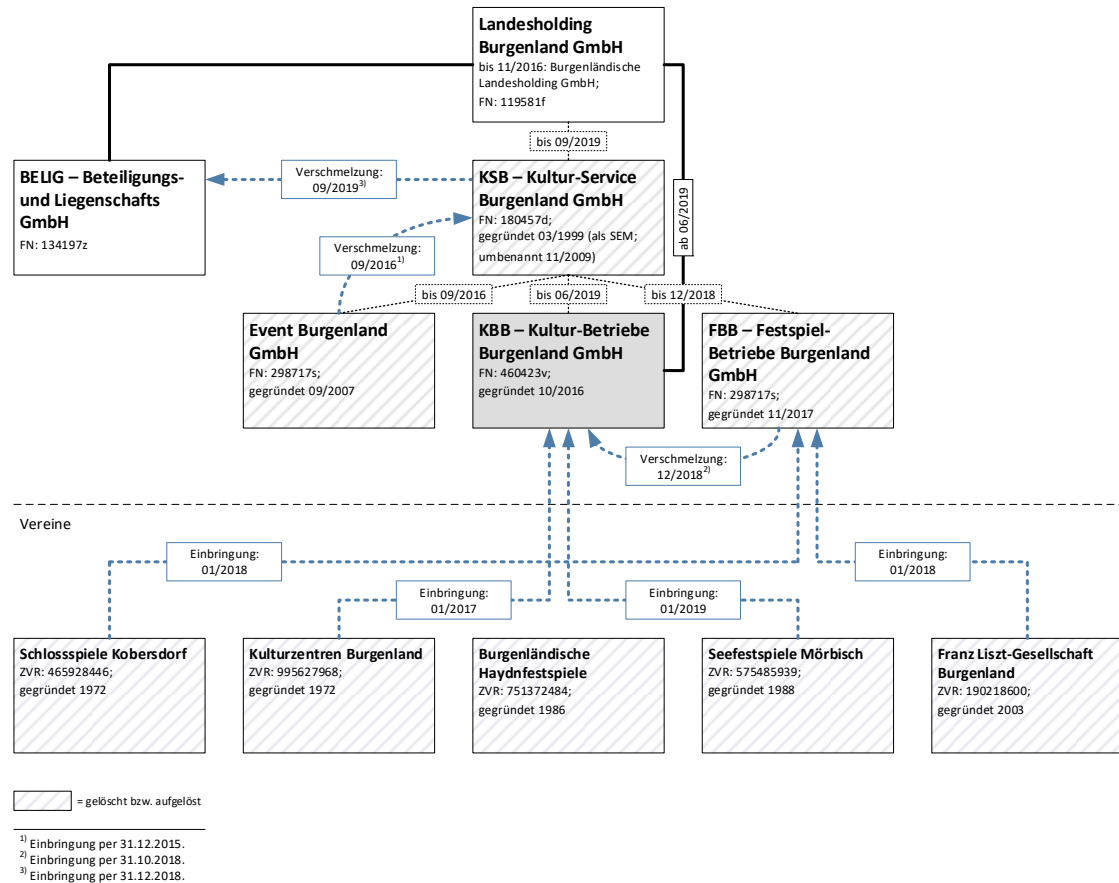 Landesholding
Burgenland GmbH
bis 11/2016: Burgenländische
Landesholding GmbH;
FN: 119581f
bis 09/2019
BELIG – Beteiligungs-
und Liegenschafts
GmbH
FN: 134197z
Verschmelzung:
09/2019³⁾
KSB – Kultur-Service
Burgenland GmbH
FN: 180457d;
gegründet 03/1999 (als SEM;
umbenannt 11/2009)
ab 06/2019
Verschmelzung:
09/2016¹⁾
bis 09/2016
bis 06/2019
bis 12/2018
Event Burgenland
GmbH
FN: 298717s;
gegründet 09/2007
KBB – Kultur-Betriebe
Burgenland GmbH
FN: 460423v;
gegründet 10/2016
FBB – Festspiel-
Betriebe Burgenland
GmbH
FN: 298717s;
gegründet 11/2017
Verschmelzung:
12/2018²⁾
Vereine
Einbringung:
01/2018
Einbringung:
01/2017
Einbringung:
01/2019
Einbringung:
01/2018
Schlossspiele Kobersdorf
ZVR: 465928446;
gegründet 1972
Kulturzentren Burgenland
ZVR: 995627968;
gegründet 1972
Burgenländische
Haydnfestspiele
ZVR: 751372484;
gegründet 1986
Seefestspiele Mörbisch
ZVR: 575485939;
gegründet 1988
Franz Liszt-Gesellschaft
Burgenland
ZVR: 190218600;
gegründet 2003
= gelöscht bzw. aufgelöst
¹⁾ Einbringung per 31.12.2015.
²⁾ Einbringung per 31.10.2018.
³⁾ Einbringung per 31.12.2018.